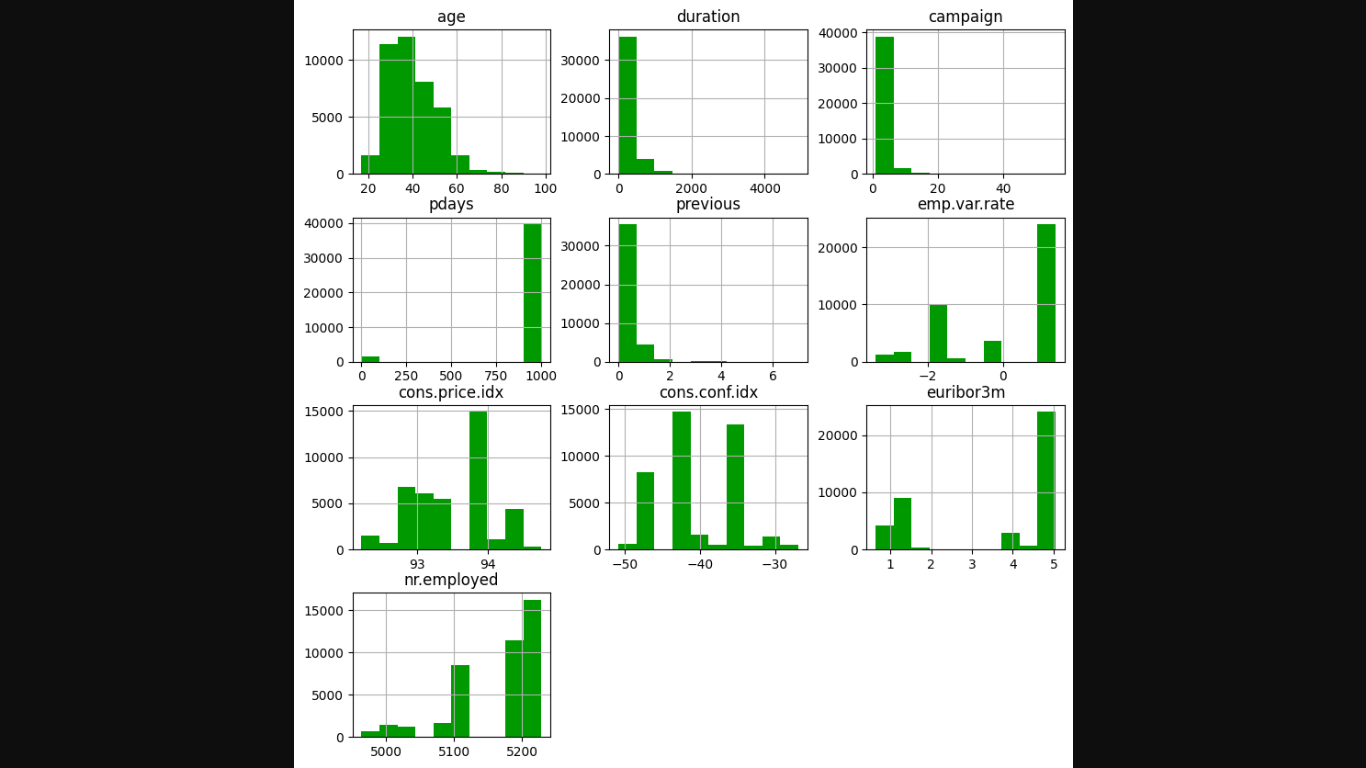 age
10000
5000
0
20 40 60 80 100
duration
30000
20000
10000
0
0 2000 4000
campaign
40000
30000
20000
10000
0
0 20 40
pdays
40000
30000
20000
10000
0
0 250 500 750 1000
previous
30000
20000
10000
0
0 2 4 6
emp.var.rate
20000
10000
0
−2 0
cons.price.idx
15000
10000
5000
0
93 94
cons.conf.idx
15000
10000
5000
0
−50 −40 −30
euribor3m
20000
10000
0
1 2 3 4 5
nr.employed
15000
10000
5000
0
5000 5100 5200